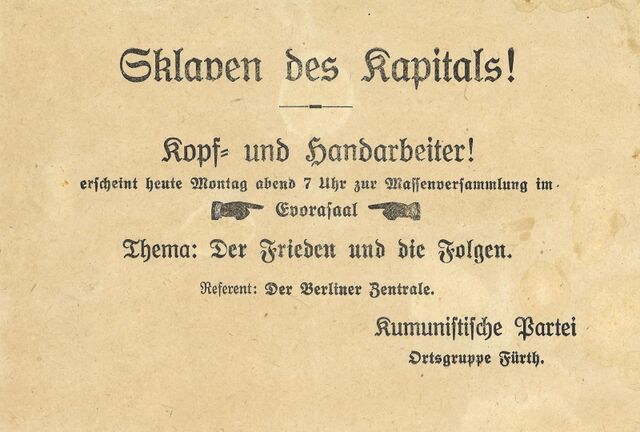 Sklaven des Kapitals!
Kopf= und Handarbeiter!
erscheint heute Montag abend 7 Uhr zur Massenversammlung im
Evorasaal
Thema: Der Frieden und die Folgen.
Referent: Der Berliner Zentrale.
Kumunistische Partei
Ortsgruppe Fürth.